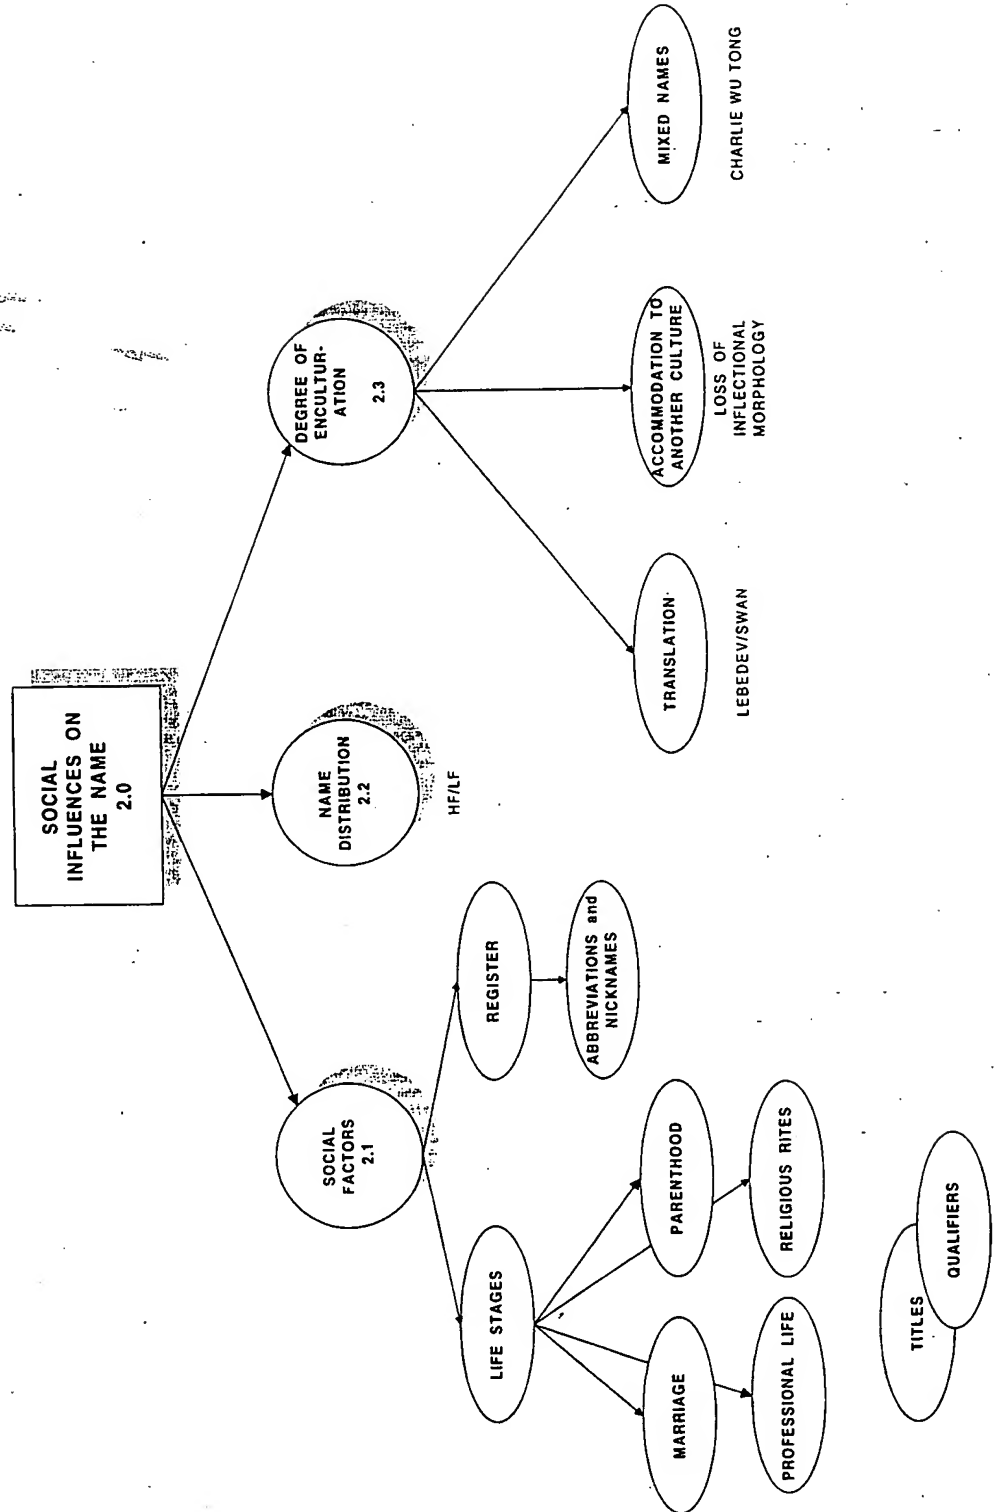 SOCIAL
INFLUENCES ON
THE NAME
2.0
SOCIAL
FACTORS
2.1
NAME
DISTRIBUTION
2.2
HF/LF
DEGREE OF
ENCULTUR-
ATION
2.3
LIFE STAGES
REGISTER
ABBREVIATIONS and
NICKNAMES
MARRIAGE
PARENTHOOD
PROFESSIONAL LIFE
RELIGIOUS RITES
TITLES
QUALIFIERS
TRANSLATION
LEBEDEV/SWAN
ACCOMMODATION TO
ANOTHER CULTURE
LOSS OF
INFLECTIONAL
MORPHOLOGY
MIXED NAMES
CHARLIE WU TONG